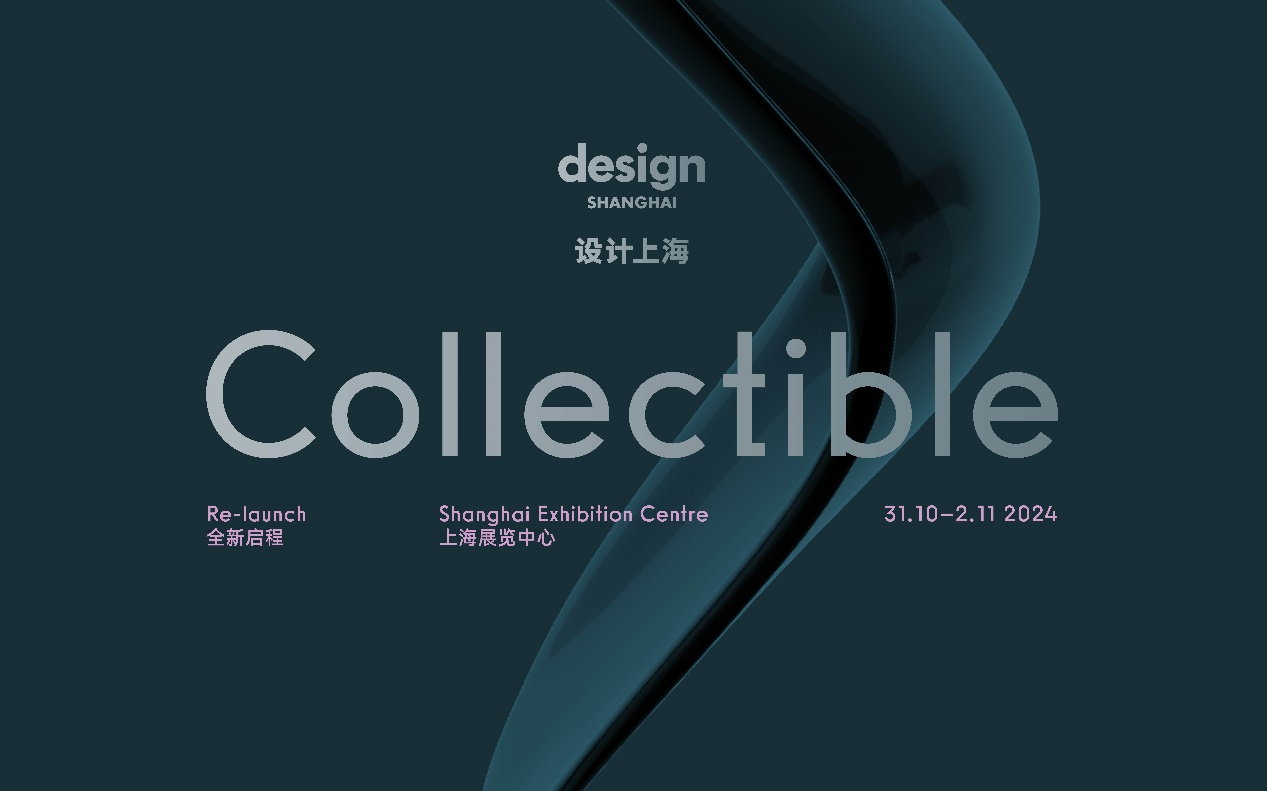 design
SHANGHAI
设计上海
Collectible
Re-launch
全新启程
Shanghai Exhibition Centre
上海展览中心
31.10–2.11 2024